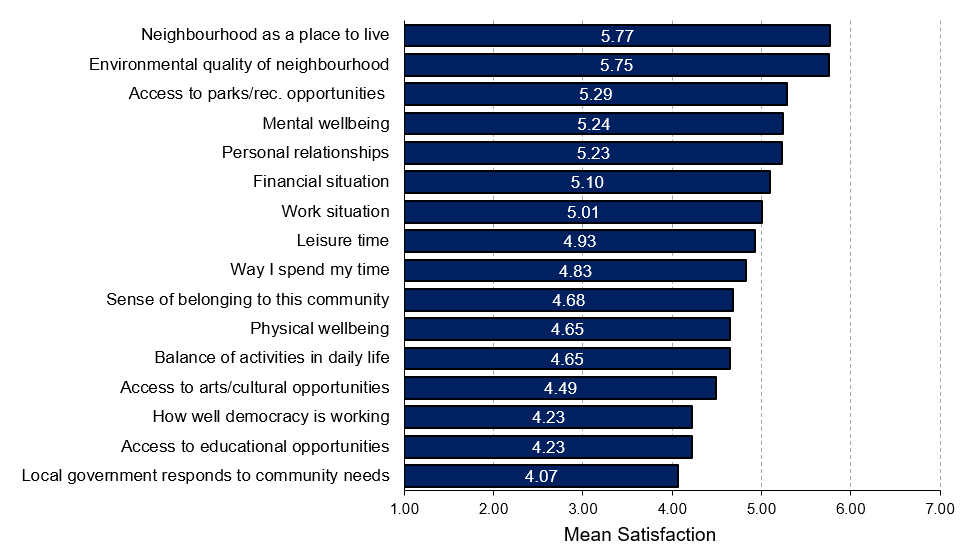 Neighbourhood as a place to live 5.77
Environmental quality of neighbourhood 5.75
Access to parks/rec. opportunities 5.29
Mental wellbeing 5.24
Personal relationships 5.23
Financial situation 5.10
Work situation 5.01
Leisure time 4.93
Way I spend my time 4.83
Sense of belonging to this community 4.68
Physical wellbeing 4.65
Balance of activities in daily life 4.65
Access to arts/cultural opportunities 4.49
How well democracy is working 4.23
Access to educational opportunities 4.23
Local government responds to community needs 4.07
1.00 2.00 3.00 4.00 5.00 6.00 7.00
Mean Satisfaction